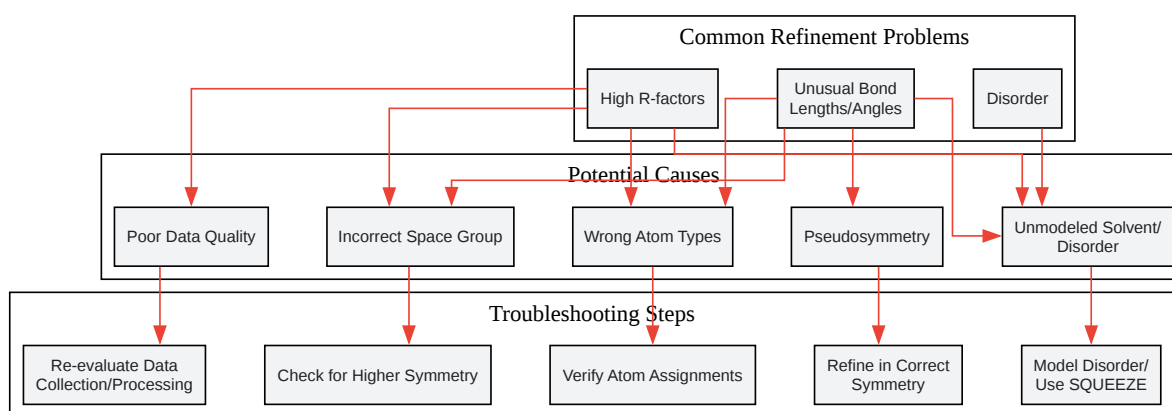 Common Refinement Problems
High R-factors
Unusual Bond
Lengths/Angles
Disorder
Potential Causes
Poor Data Quality
Incorrect Space Group
Wrong Atom Types
Pseudosymmetry
Unmodeled Solvent/
Disorder
Troubleshooting Steps
Re-evaluate Data
Collection/Processing
Check for Higher Symmetry
Verify Atom Assignments
Refine in Correct
Symmetry
Model Disorder/
Use SQUEEZE